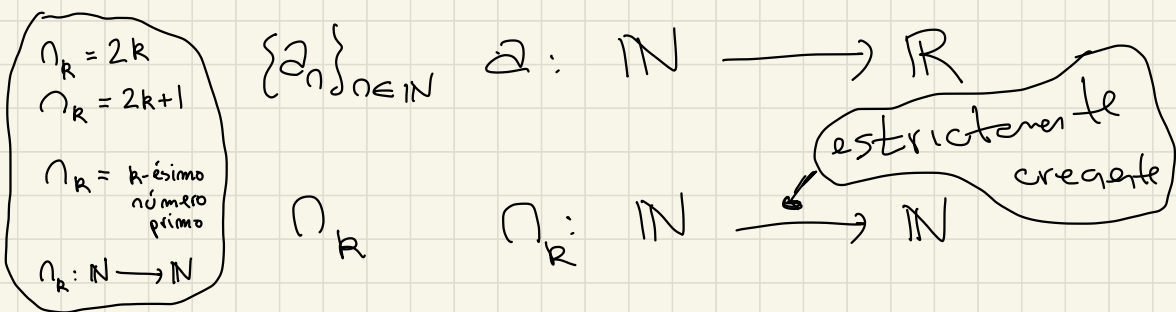 n_k = 2k
n_k = 2k+1
n_k = k-ésimo
número
primo
n_k : ℕ ⟶ ℕ
{a_n}_{n∈ℕ} a : ℕ ⟶ ℝ
estrictamente
creciente
n_k n_k : ℕ ⟶ ℕ